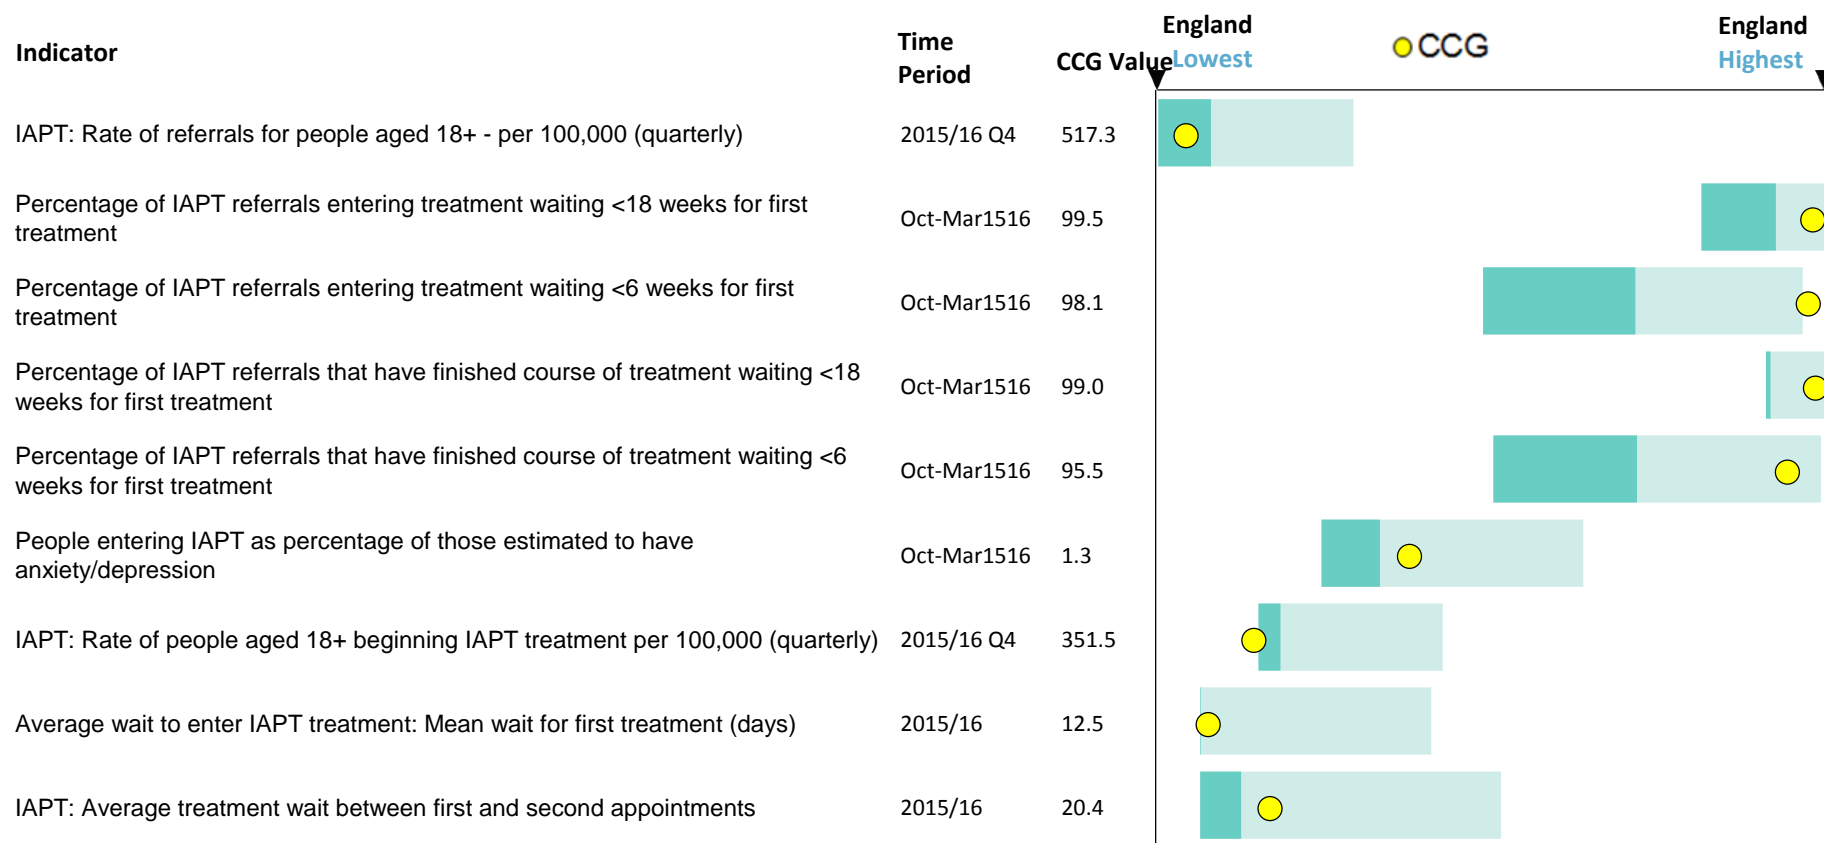 Indicator
Time
Period
CCG Value
England
Lowest
CCG
England
Highest
IAPT: Rate of referrals for people aged 18+ - per 100,000 (quarterly) 2015/16 Q4 517.3
Percentage of IAPT referrals entering treatment waiting <18 weeks for first
treatment
Oct-Mar1516 99.5
Percentage of IAPT referrals entering treatment waiting <6 weeks for first
treatment
Oct-Mar1516 98.1
Percentage of IAPT referrals that have finished course of treatment waiting <18
weeks for first treatment
Oct-Mar1516 99.0
Percentage of IAPT referrals that have finished course of treatment waiting <6
weeks for first treatment
Oct-Mar1516 95.5
People entering IAPT as percentage of those estimated to have
anxiety/depression
Oct-Mar1516 1.3
IAPT: Rate of people aged 18+ beginning IAPT treatment per 100,000 (quarterly) 2015/16 Q4 351.5
Average wait to enter IAPT treatment: Mean wait for first treatment (days) 2015/16 12.5
IAPT: Average treatment wait between first and second appointments 2015/16 20.4